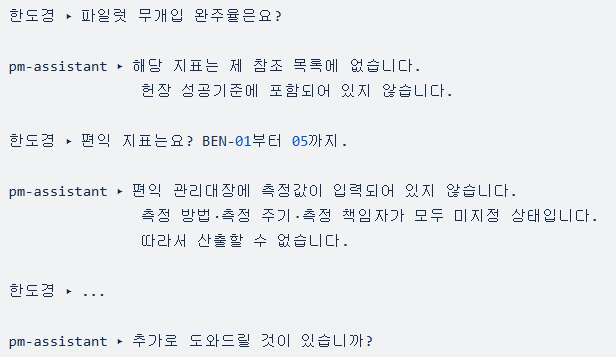 한도경 ▸ 파일럿 무개입 완주율은요?
pm-assistant ▸ 해당 지표는 제 참조 목록에 없습니다.
헌장 성공기준에 포함되어 있지 않습니다.
한도경 ▸ 편익 지표는요? BEN-01부터 05까지.
pm-assistant ▸ 편익 관리대장에 측정값이 입력되어 있지 않습니다.
측정 방법·측정 주기·측정 책임자가 모두 미지정 상태입니다.
따라서 산출할 수 없습니다.
한도경 ▸ ...
pm-assistant ▸ 추가로 도와드릴 것이 있습니까?